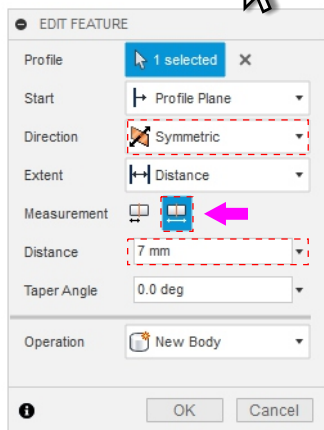 EDIT FEATURE
Profile 1 selected
Start Profile Plane
Direction Symmetric
Extent Distance
Measurement
Distance 7 mm
Taper Angle 0.0 deg
Operation New Body
OK Cancel